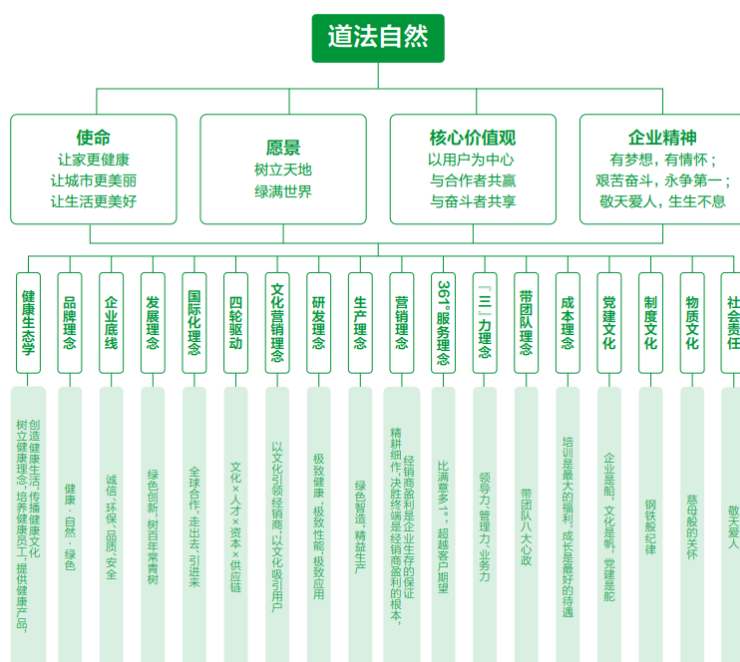 道法自然
使命
让家更健康
让城市更美丽
让生活更美好
愿景
树立天地
绿满世界
核心价值观
以用户为中心
与合作者共赢
与奋斗者共享
企业精神
有梦想，有情怀；
艰苦奋斗，永争第一；
敬天爱人，生生不息
健康生态学
品牌理念
企业底线
发展理念
国际化理念
四轮驱动
文化营销理念
研发理念
生产理念
营销理念
361°服务理念
『三』力理念
带团队理念
成本理念
党建文化
制度文化
物质文化
社会责任
创造健康生活，传播健康文化
树立健康理念，培养健康员工，提供健康产品，
健康·自然·绿色
诚信、环保、品质、安全
绿色创新，树百年常青树
全球合作，走出去、引进来
文化×人才×资本×供应链
以文化引领经销商，以文化吸引用户
极致健康，极致性能，极致应用
绿色智造，精益生产
经销商盈利是企业生存的保证
精耕细作，决胜终端是经销商盈利的根本，
比满意多1°，超越客户期望
领导力、管理力、业务力
带团队八大心政
培训是最大的福利，成长是最好的待遇
企业是船，文化是帆，党建是舵
钢铁般纪律
慈母般的关怀
敬天爱人